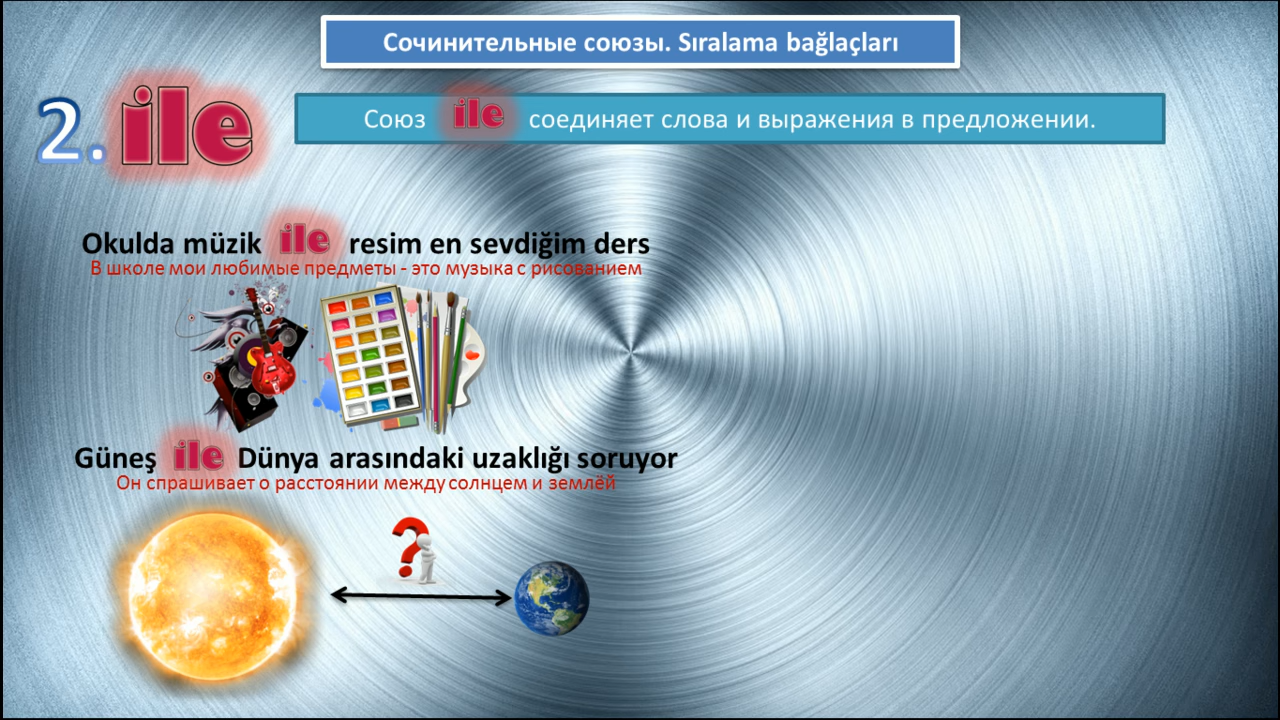 Сочинительные союзы. Sıralama bağlaçları
2. ile
Союз ile соединяет слова и выражения в предложении.
Okulda müzik ile resim en sevdiğim ders
В школе мои любимые предметы - это музыка с рисованием
Güneş ile Dünya arasındaki uzaklığı soruyor
Он спрашивает о расстоянии между солнцем и землёй
?